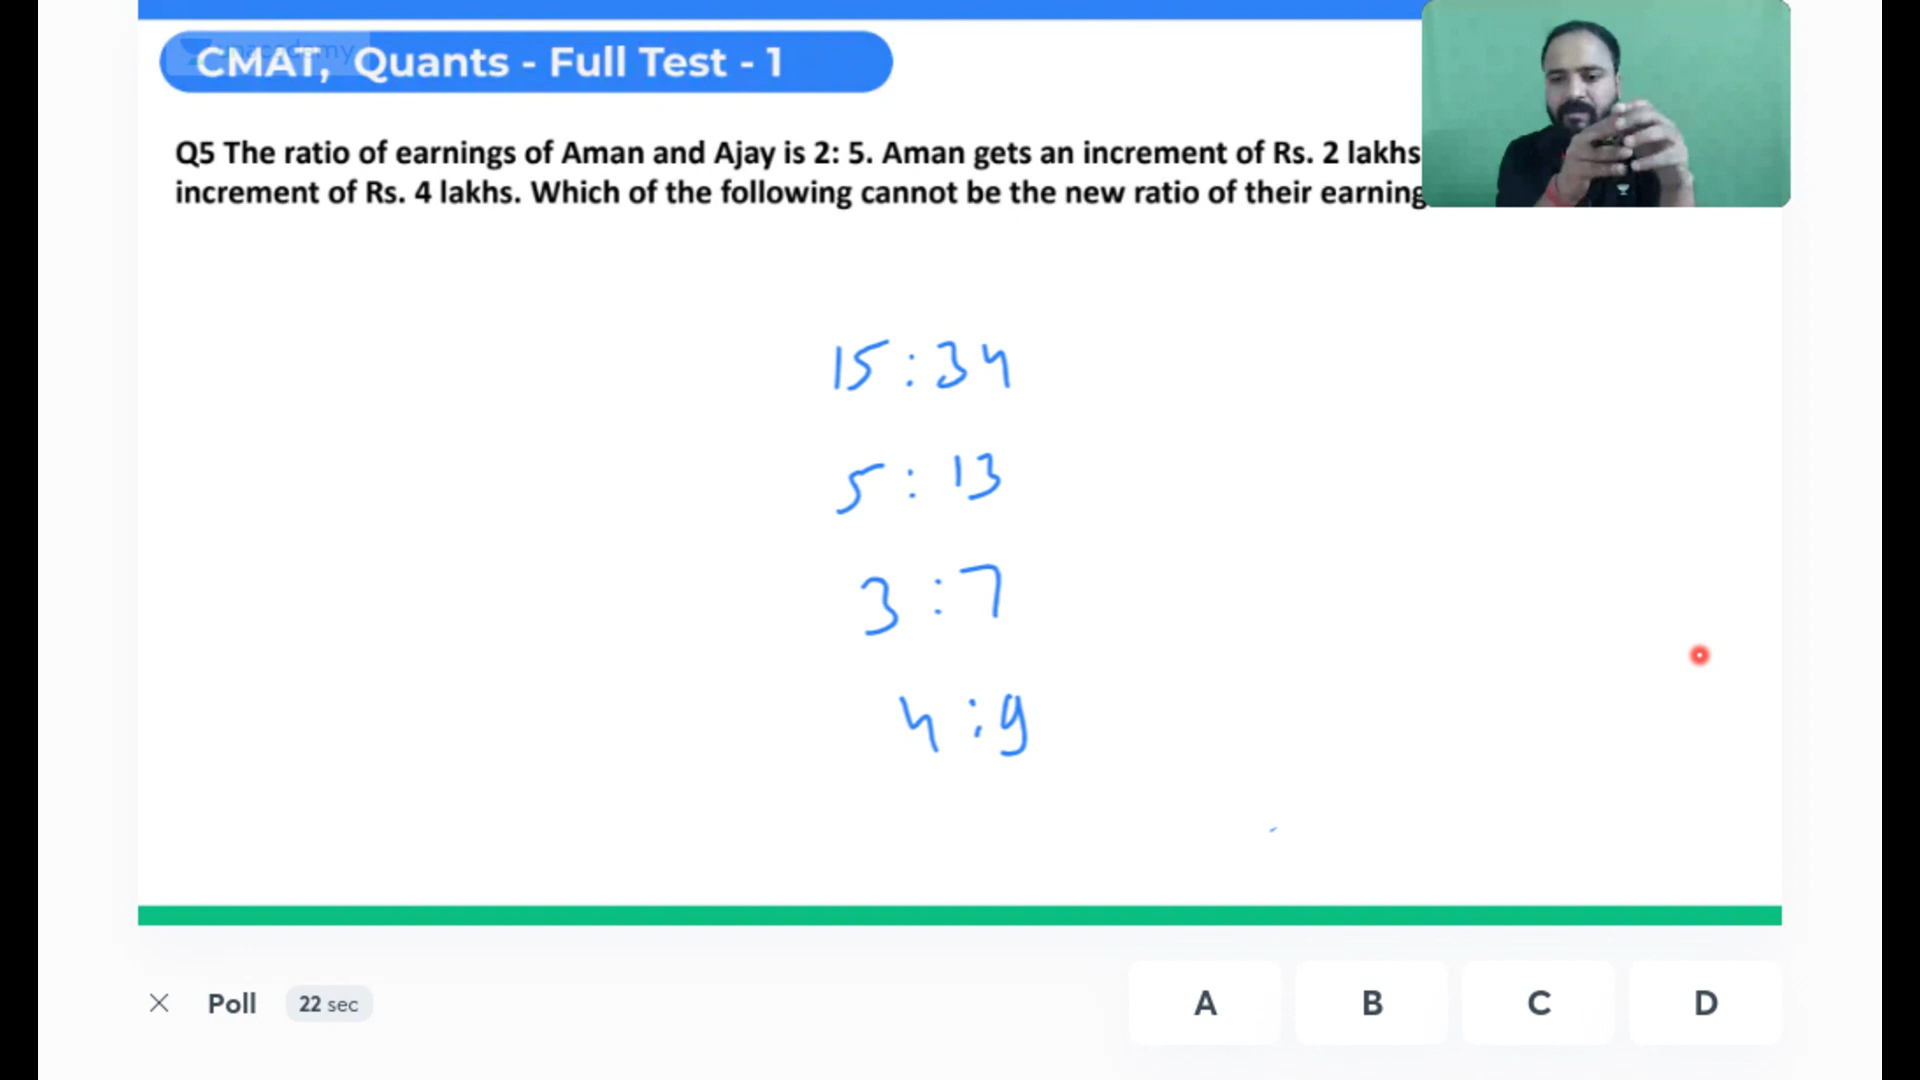 CMAT, Quants - Full Test - 1
Q5 The ratio of earnings of Aman and Ajay is 2: 5. Aman gets an increment of Rs. 2 lakhs
increment of Rs. 4 lakhs. Which of the following cannot be the new ratio of their earning
15 : 34
5 : 13
3 : 7
4 : 9
Poll 22 sec A B C D